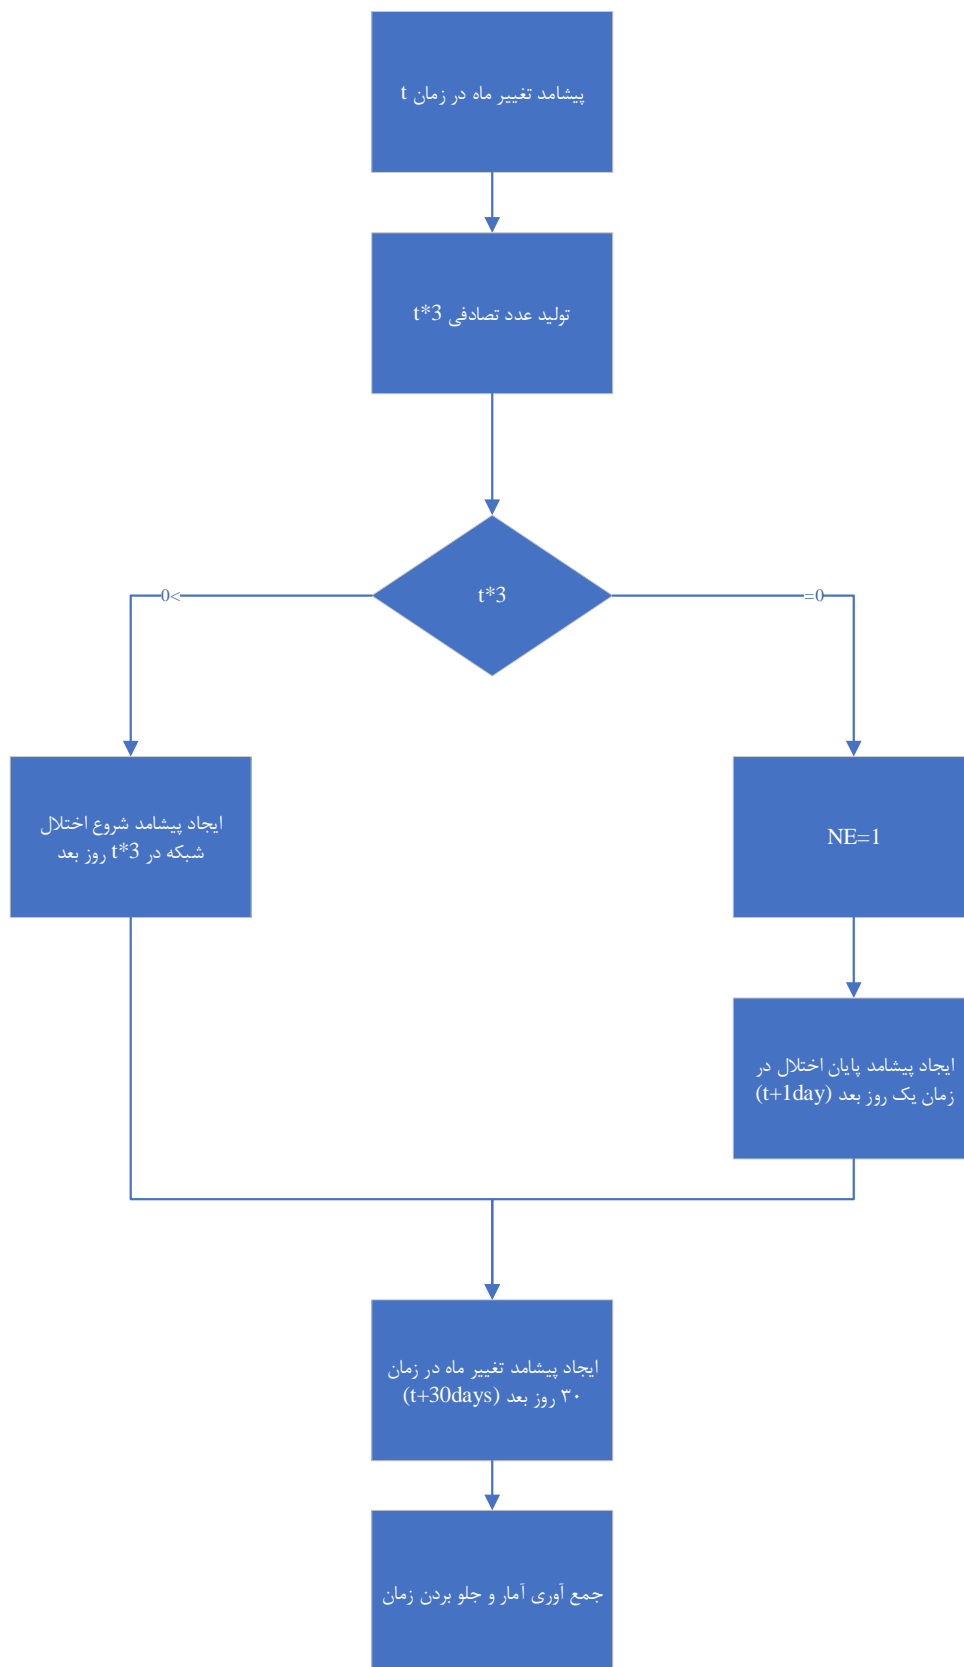 پیشامد تغییر ماه در زمان t
تولید عدد تصادفی t*3
t*3
0<
=0
ایجاد پیشامد شروع اختلال
شبکه در t*3 روز بعد
NE=1
ایجاد پیشامد پایان اختلال در
زمان یک روز بعد (t+1day)
ایجاد پیشامد تغییر ماه در زمان
۳۰ روز بعد (t+30days)
جمع آوری آمار و جلو بردن زمان